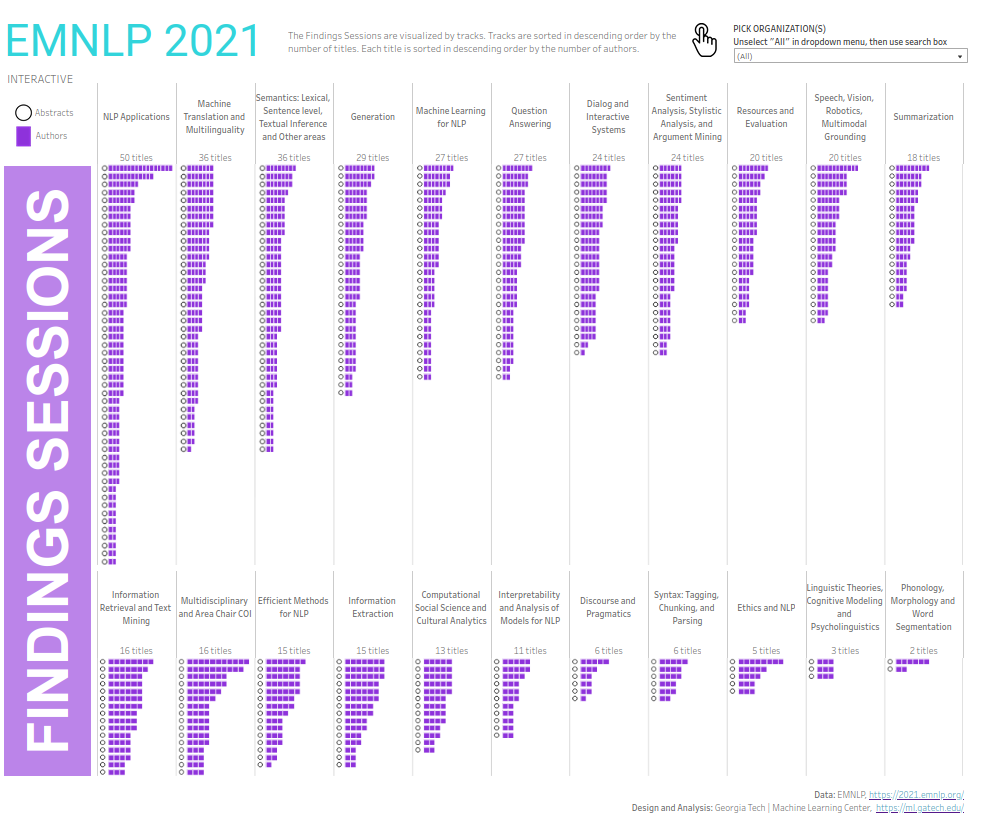 EMNLP 2021
The Findings Sessions are visualized by tracks. Tracks are sorted in descending order by the
number of titles. Each title is sorted in descending order by the number of authors.
PICK ORGANIZATION(S)
Unselect "All" in dropdown menu, then use search box
(All)
INTERACTIVE
Abstracts
Authors
FINDINGS SESSIONS
NLP Applications
50 titles
Machine
Translation and
Multilinguality
36 titles
Semantics: Lexical,
Sentence level,
Textual Inference
and Other areas
36 titles
Generation
29 titles
Machine Learning
for NLP
27 titles
Question
Answering
27 titles
Dialog and
Interactive
Systems
24 titles
Sentiment
Analysis, Stylistic
Analysis, and
Argument Mining
24 titles
Resources and
Evaluation
20 titles
Speech, Vision,
Robotics,
Multimodal
Grounding
20 titles
Summarization
18 titles
Information
Retrieval and Text
Mining
16 titles
Multidisciplinary
and Area Chair COI
16 titles
Efficient Methods
for NLP
15 titles
Information
Extraction
15 titles
Computational
Social Science and
Cultural Analytics
13 titles
Interpretability
and Analysis of
Models for NLP
11 titles
Discourse and
Pragmatics
6 titles
Syntax: Tagging,
Chunking, and
Parsing
6 titles
Ethics and NLP
5 titles
Linguistic Theories,
Cognitive Modeling
and
Psycholinguistics
3 titles
Phonology,
Morphology and
Word
Segmentation
2 titles
Data: EMNLP, https://2021.emnlp.org/
Design and Analysis: Georgia Tech | Machine Learning Center, https://ml.gatech.edu/